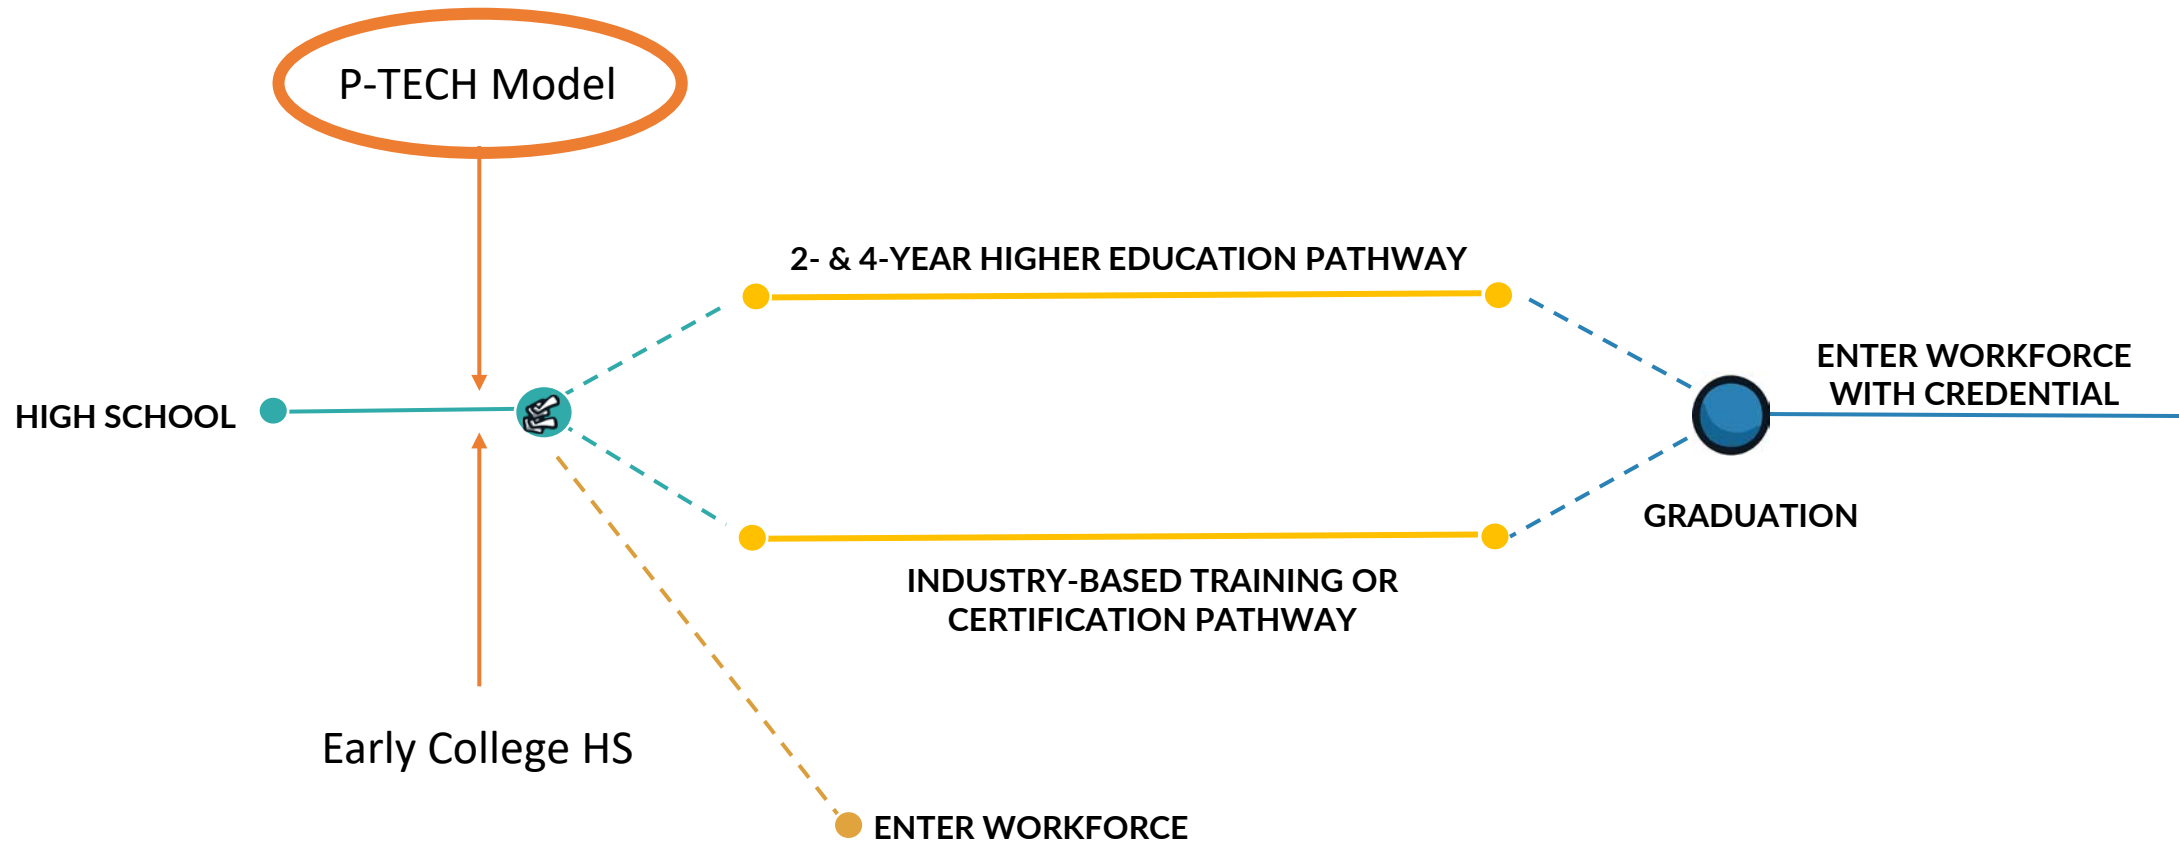 P-TECH Model
2- & 4-YEAR HIGHER EDUCATION PATHWAY
ENTER WORKFORCE
WITH CREDENTIAL
HIGH SCHOOL
GRADUATION
INDUSTRY-BASED TRAINING OR
CERTIFICATION PATHWAY
Early College HS
ENTER WORKFORCE